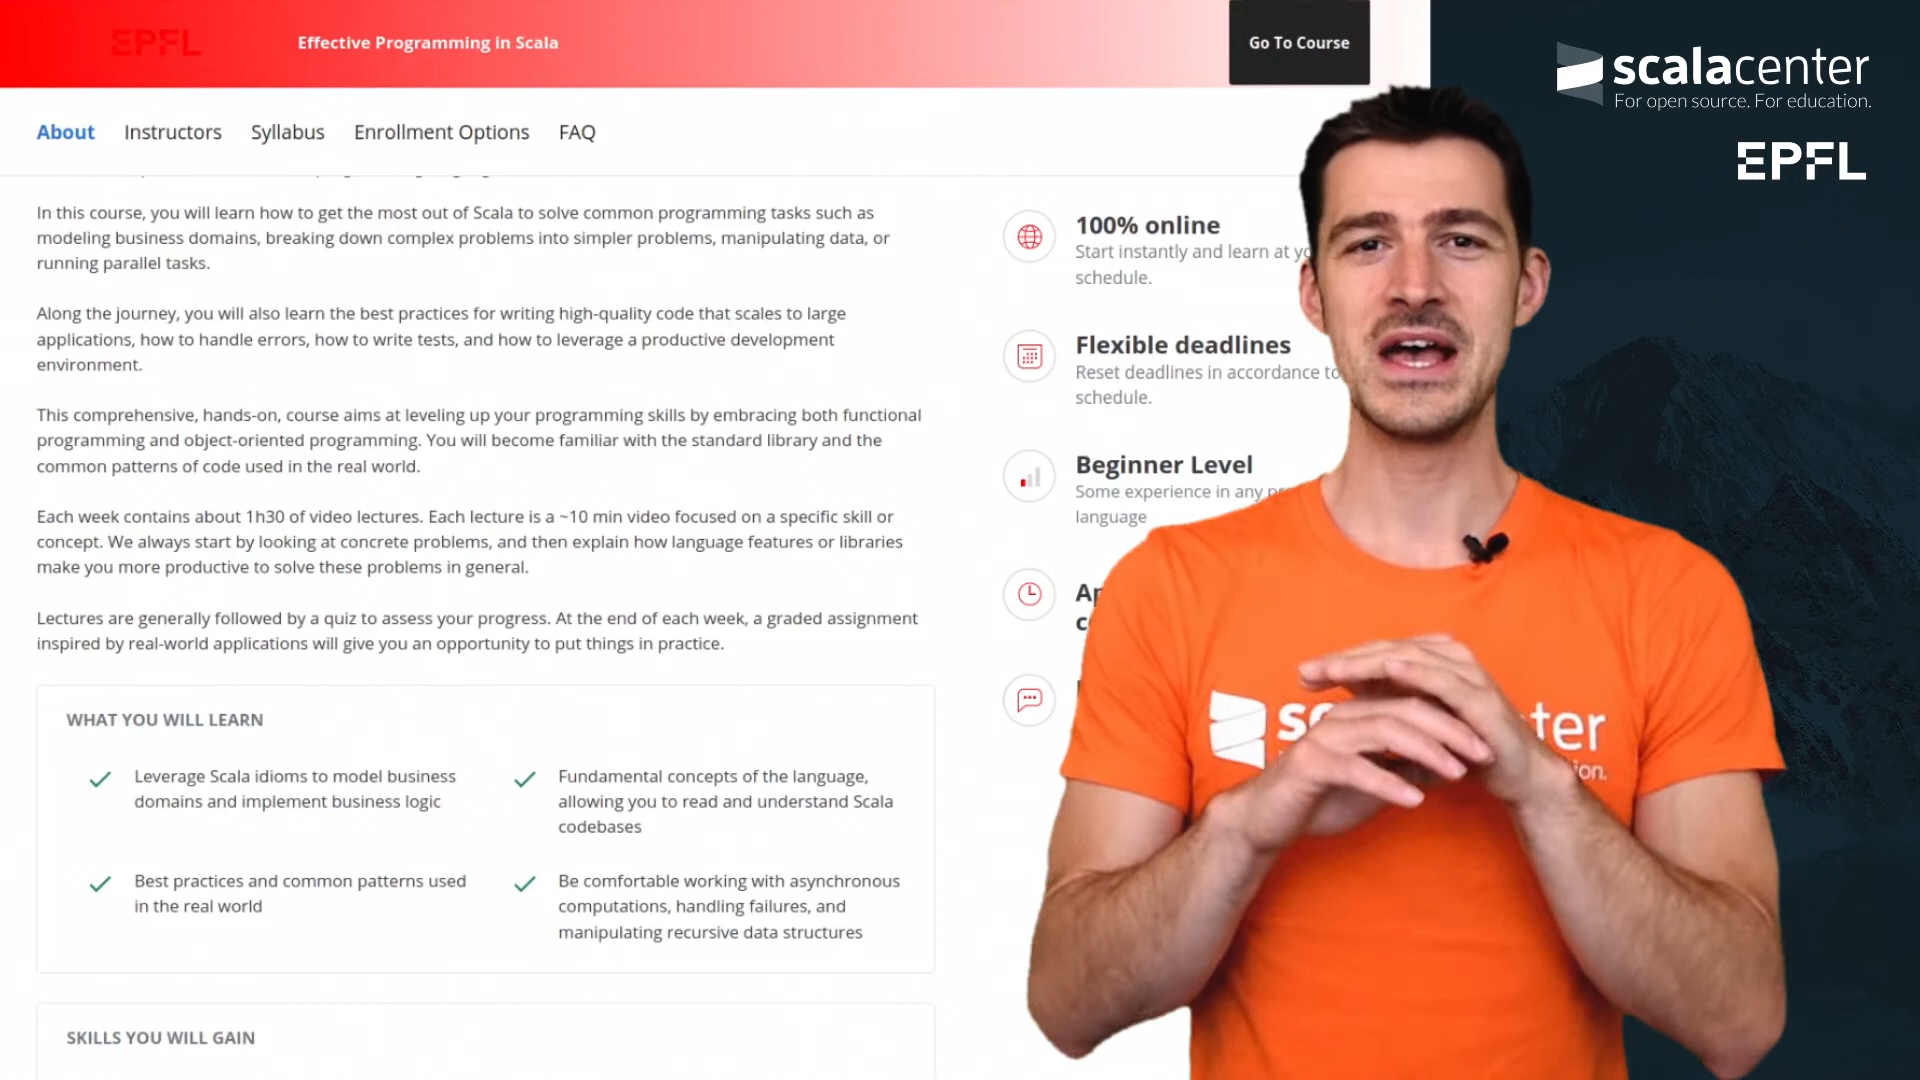 EPFL
Effective Programming in Scala
Go To Course
scalacenter
For open source. For education.
EPFL
About
Instructors
Syllabus
Enrollment Options
FAQ
In this course, you will learn how to get the most out of Scala to solve common programming tasks such as
modeling business domains, breaking down complex problems into simpler problems, manipulating data, or
running parallel tasks.
Along the journey, you will also learn the best practices for writing high-quality code that scales to large
applications, how to handle errors, how to write tests, and how to leverage a productive development
environment.
This comprehensive, hands-on, course aims at leveling up your programming skills by embracing both functional
programming and object-oriented programming. You will become familiar with the standard library and the
common patterns of code used in the real world.
Each week contains about 1h30 of video lectures. Each lecture is a ~10 min video focused on a specific skill or
concept. We always start by looking at concrete problems, and then explain how language features or libraries
make you more productive to solve these problems in general.
Lectures are generally followed by a quiz to assess your progress. At the end of each week, a graded assignment
inspired by real-world applications will give you an opportunity to put things in practice.
WHAT YOU WILL LEARN
Leverage Scala idioms to model business
domains and implement business logic
Fundamental concepts of the language,
allowing you to read and understand Scala
codebases
Best practices and common patterns used
in the real world
Be comfortable working with asynchronous
computations, handling failures, and
manipulating recursive data structures
SKILLS YOU WILL GAIN
100% online
Start instantly and learn at
schedule.
Flexible deadlines
Reset deadlines in accordance to
schedule.
Beginner Level
Some experience in any
language